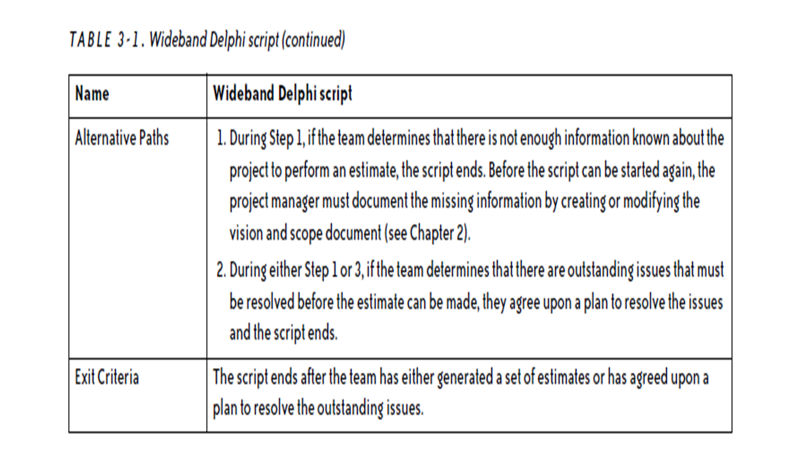 TABLE 3-1. Wideband Delphi script (continued)
Name Wideband Delphi script
Alternative Paths 1. During Step 1, if the team determines that there is not enough information known about the
project to perform an estimate, the script ends. Before the script can be started again, the
project manager must document the missing information by creating or modifying the
vision and scope document (see Chapter 2).
2. During either Step 1 or 3, if the team determines that there are outstanding issues that must
be resolved before the estimate can be made, they agree upon a plan to resolve the issues
and the script ends.
Exit Criteria The script ends after the team has either generated a set of estimates or has agreed upon a
plan to resolve the outstanding issues.